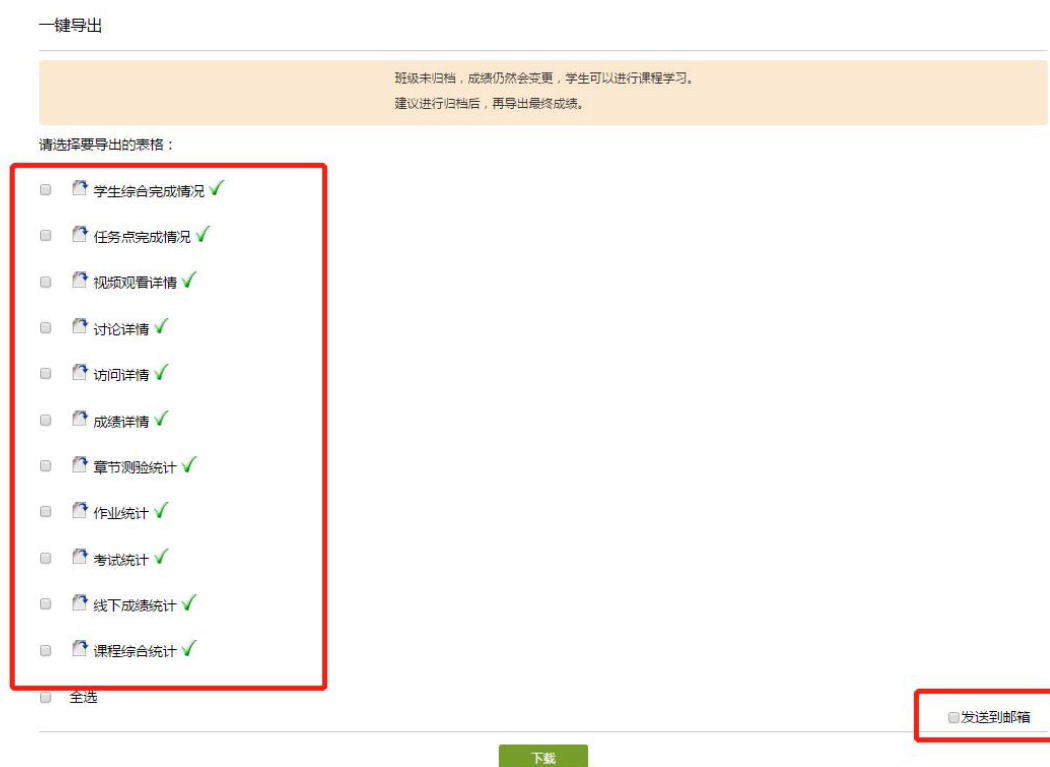 一键导出
班级未归档，成绩仍然会变更，学生可以进行课程学习。
建议进行归档后，再导出最终成绩。
请选择要导出的表格：
学生综合完成情况
任务点完成情况
视频观看详情
讨论详情
访问详情
成绩详情
章节测验统计
作业统计
考试统计
线下成绩统计
课程综合统计
全选
发送到邮箱
下载